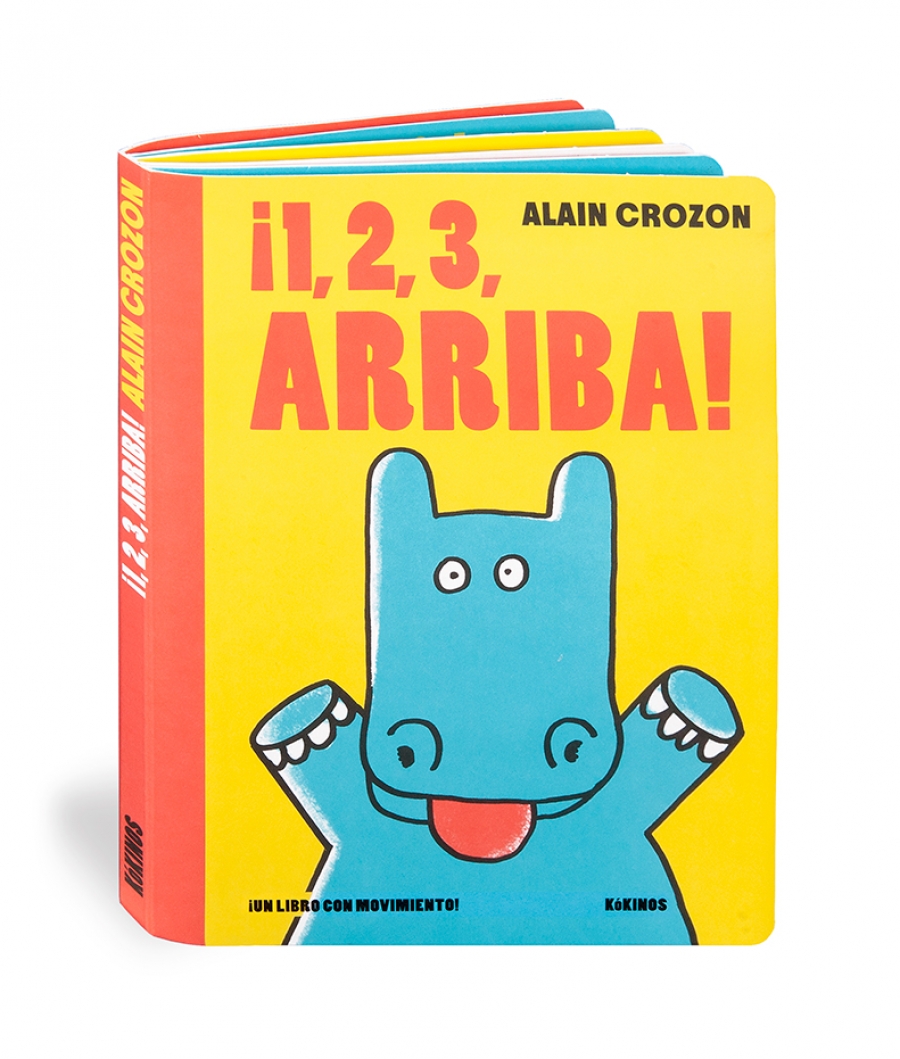 ALAIN CROZON
¡1, 2, 3,
ARRIBA!
¡UN LIBRO CON MOVIMIENTO!
KóKINOS
¡1, 2, 3, ARRIBA! ALAIN CROZON
KóKINOS